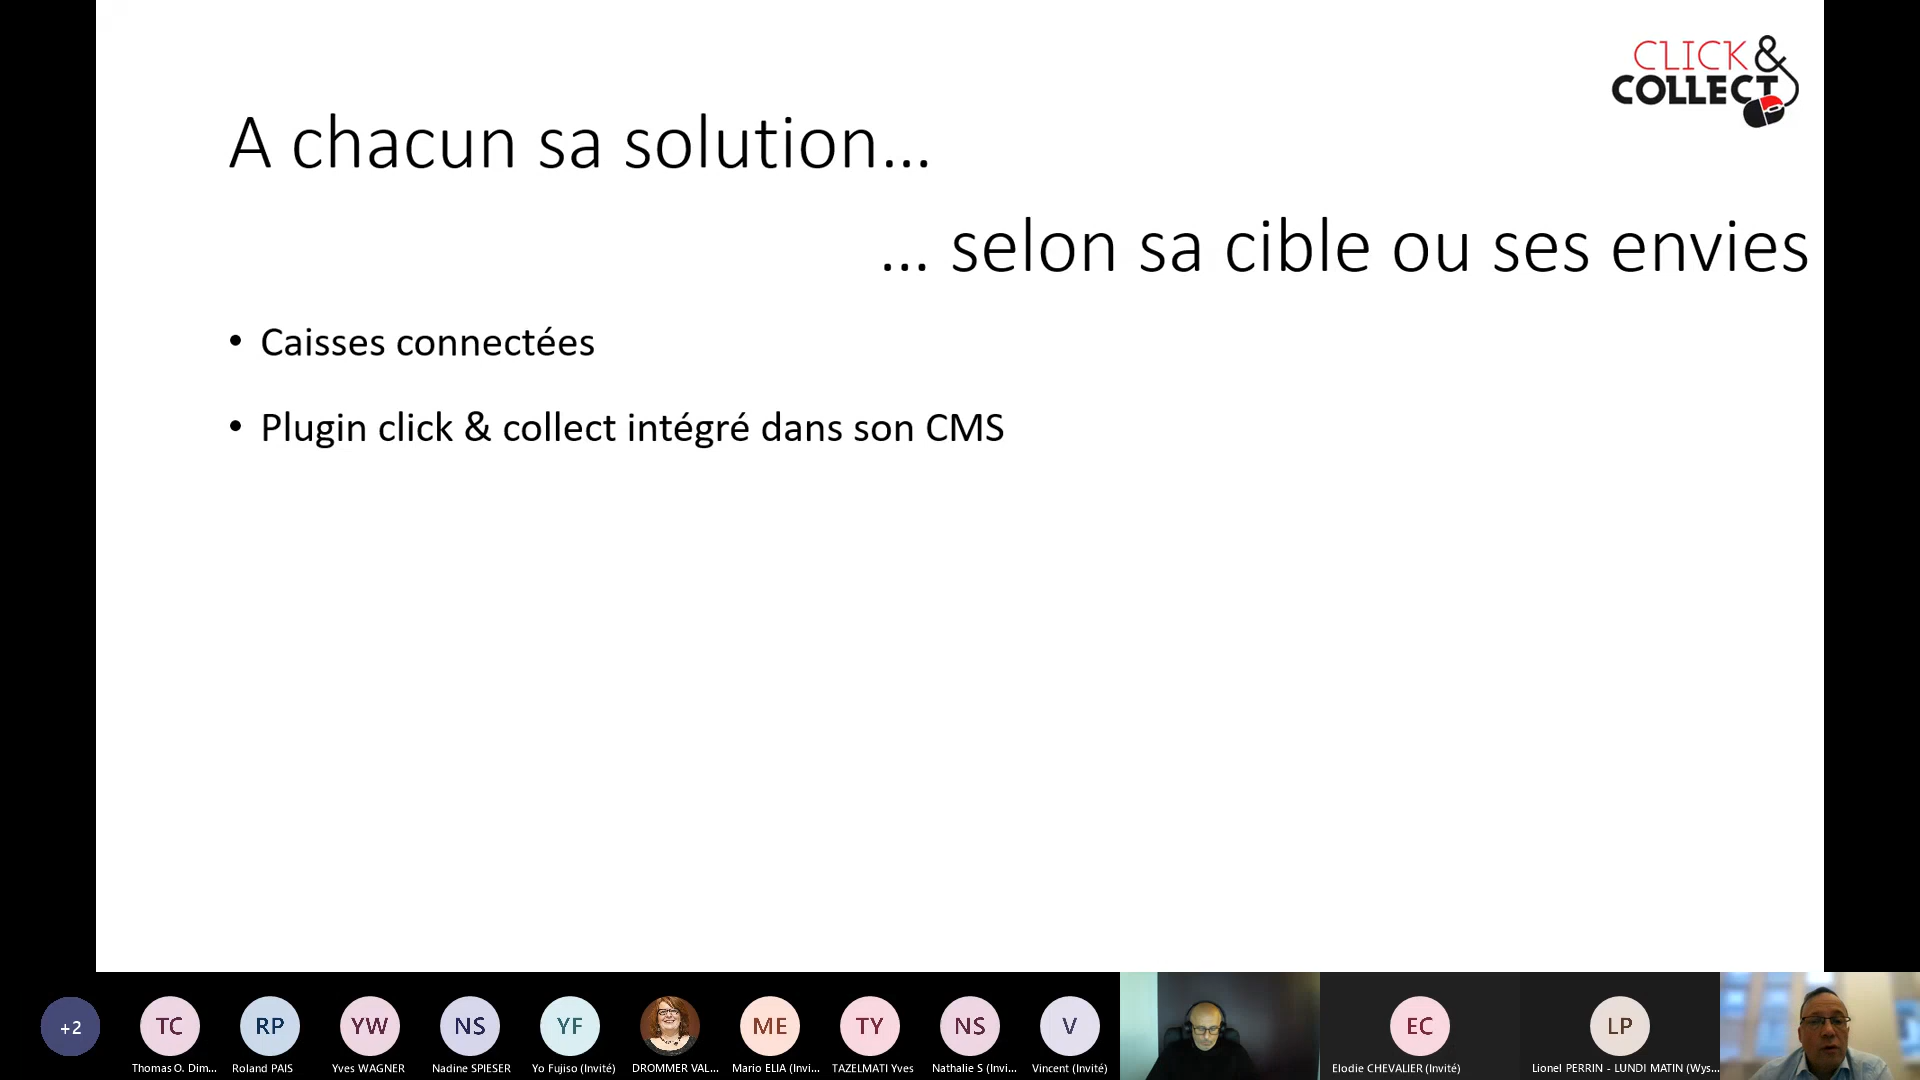 CLICK &
COLLECT
A chacun sa solution...
... selon sa cible ou ses envies
• Caisses connectées
• Plugin click & collect intégré dans son CMS
+2
TC
RP
YW
NS
YF
ME
TY
NS
V
EC
LP
Thomas O. Dim...
Roland PAIS
Yves WAGNER
Nadine SPIESER
Yo Fujiso (Invité)
DROMMER VAL...
Mario ELIA (Invi...
TAZELMATI Yves
Nathalie S (Invi...
Vincent (Invité)
Elodie CHEVALIER (Invité)
Lionel PERRIN - LUNDI MATIN (Wys...